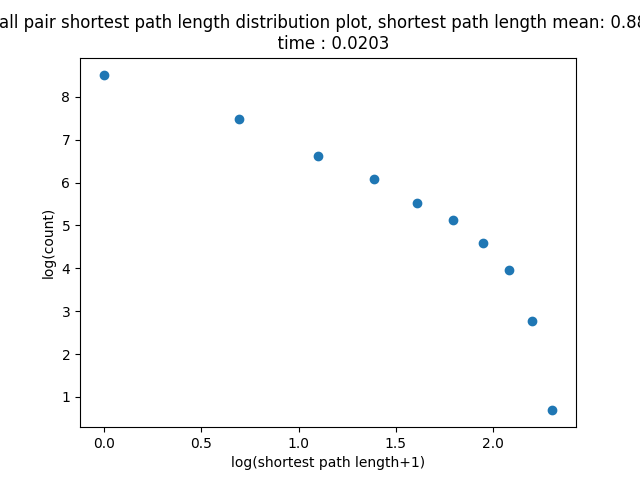 all pair shortest path length distribution plot, shortest path length mean: 0.88
time : 0.0203
8
7
6
5
4
3
2
1
log(count)
0.0 0.5 1.0 1.5 2.0
log(shortest path length+1)